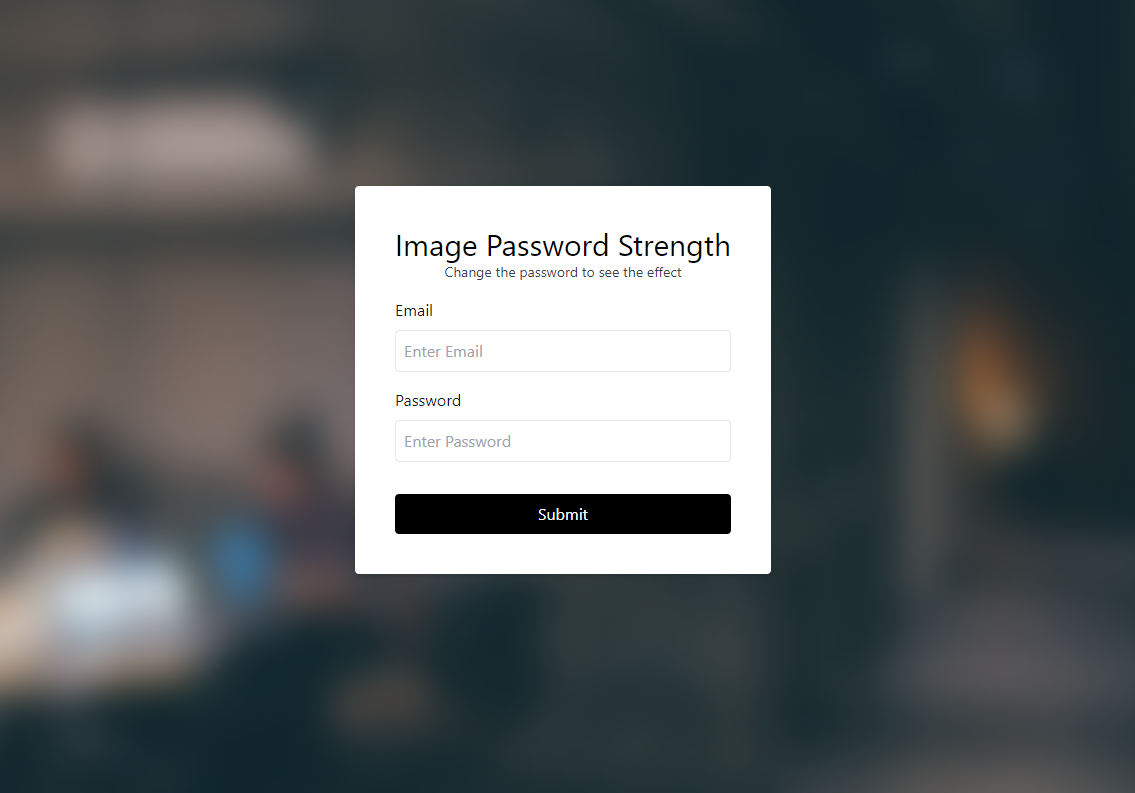 Image Password Strength
Change the password to see the effect
Email
Enter Email
Password
Enter Password
Submit